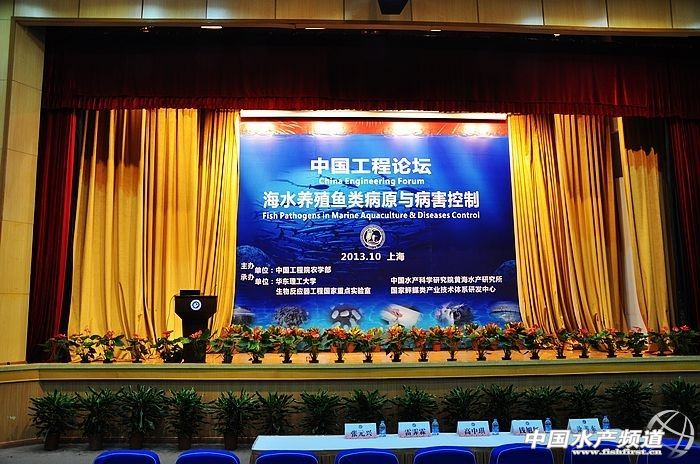 中国工程论坛
China Engineering Forum
海水养殖鱼类病原与病害控制
Fish Pathogens in Marine Aquaculture & Diseases Control
2013.10 上海
主办
承办
单位：中国工程院农学部
单位：华东理工大学
生物反应器工程国家重点实验室
中国水产科学研究院黄海水产研究所
国家鲆鲽类产业技术体系研发中心
张元兴
雷霁霖
高中琪
中国水产频道
www.fishfirst.cn